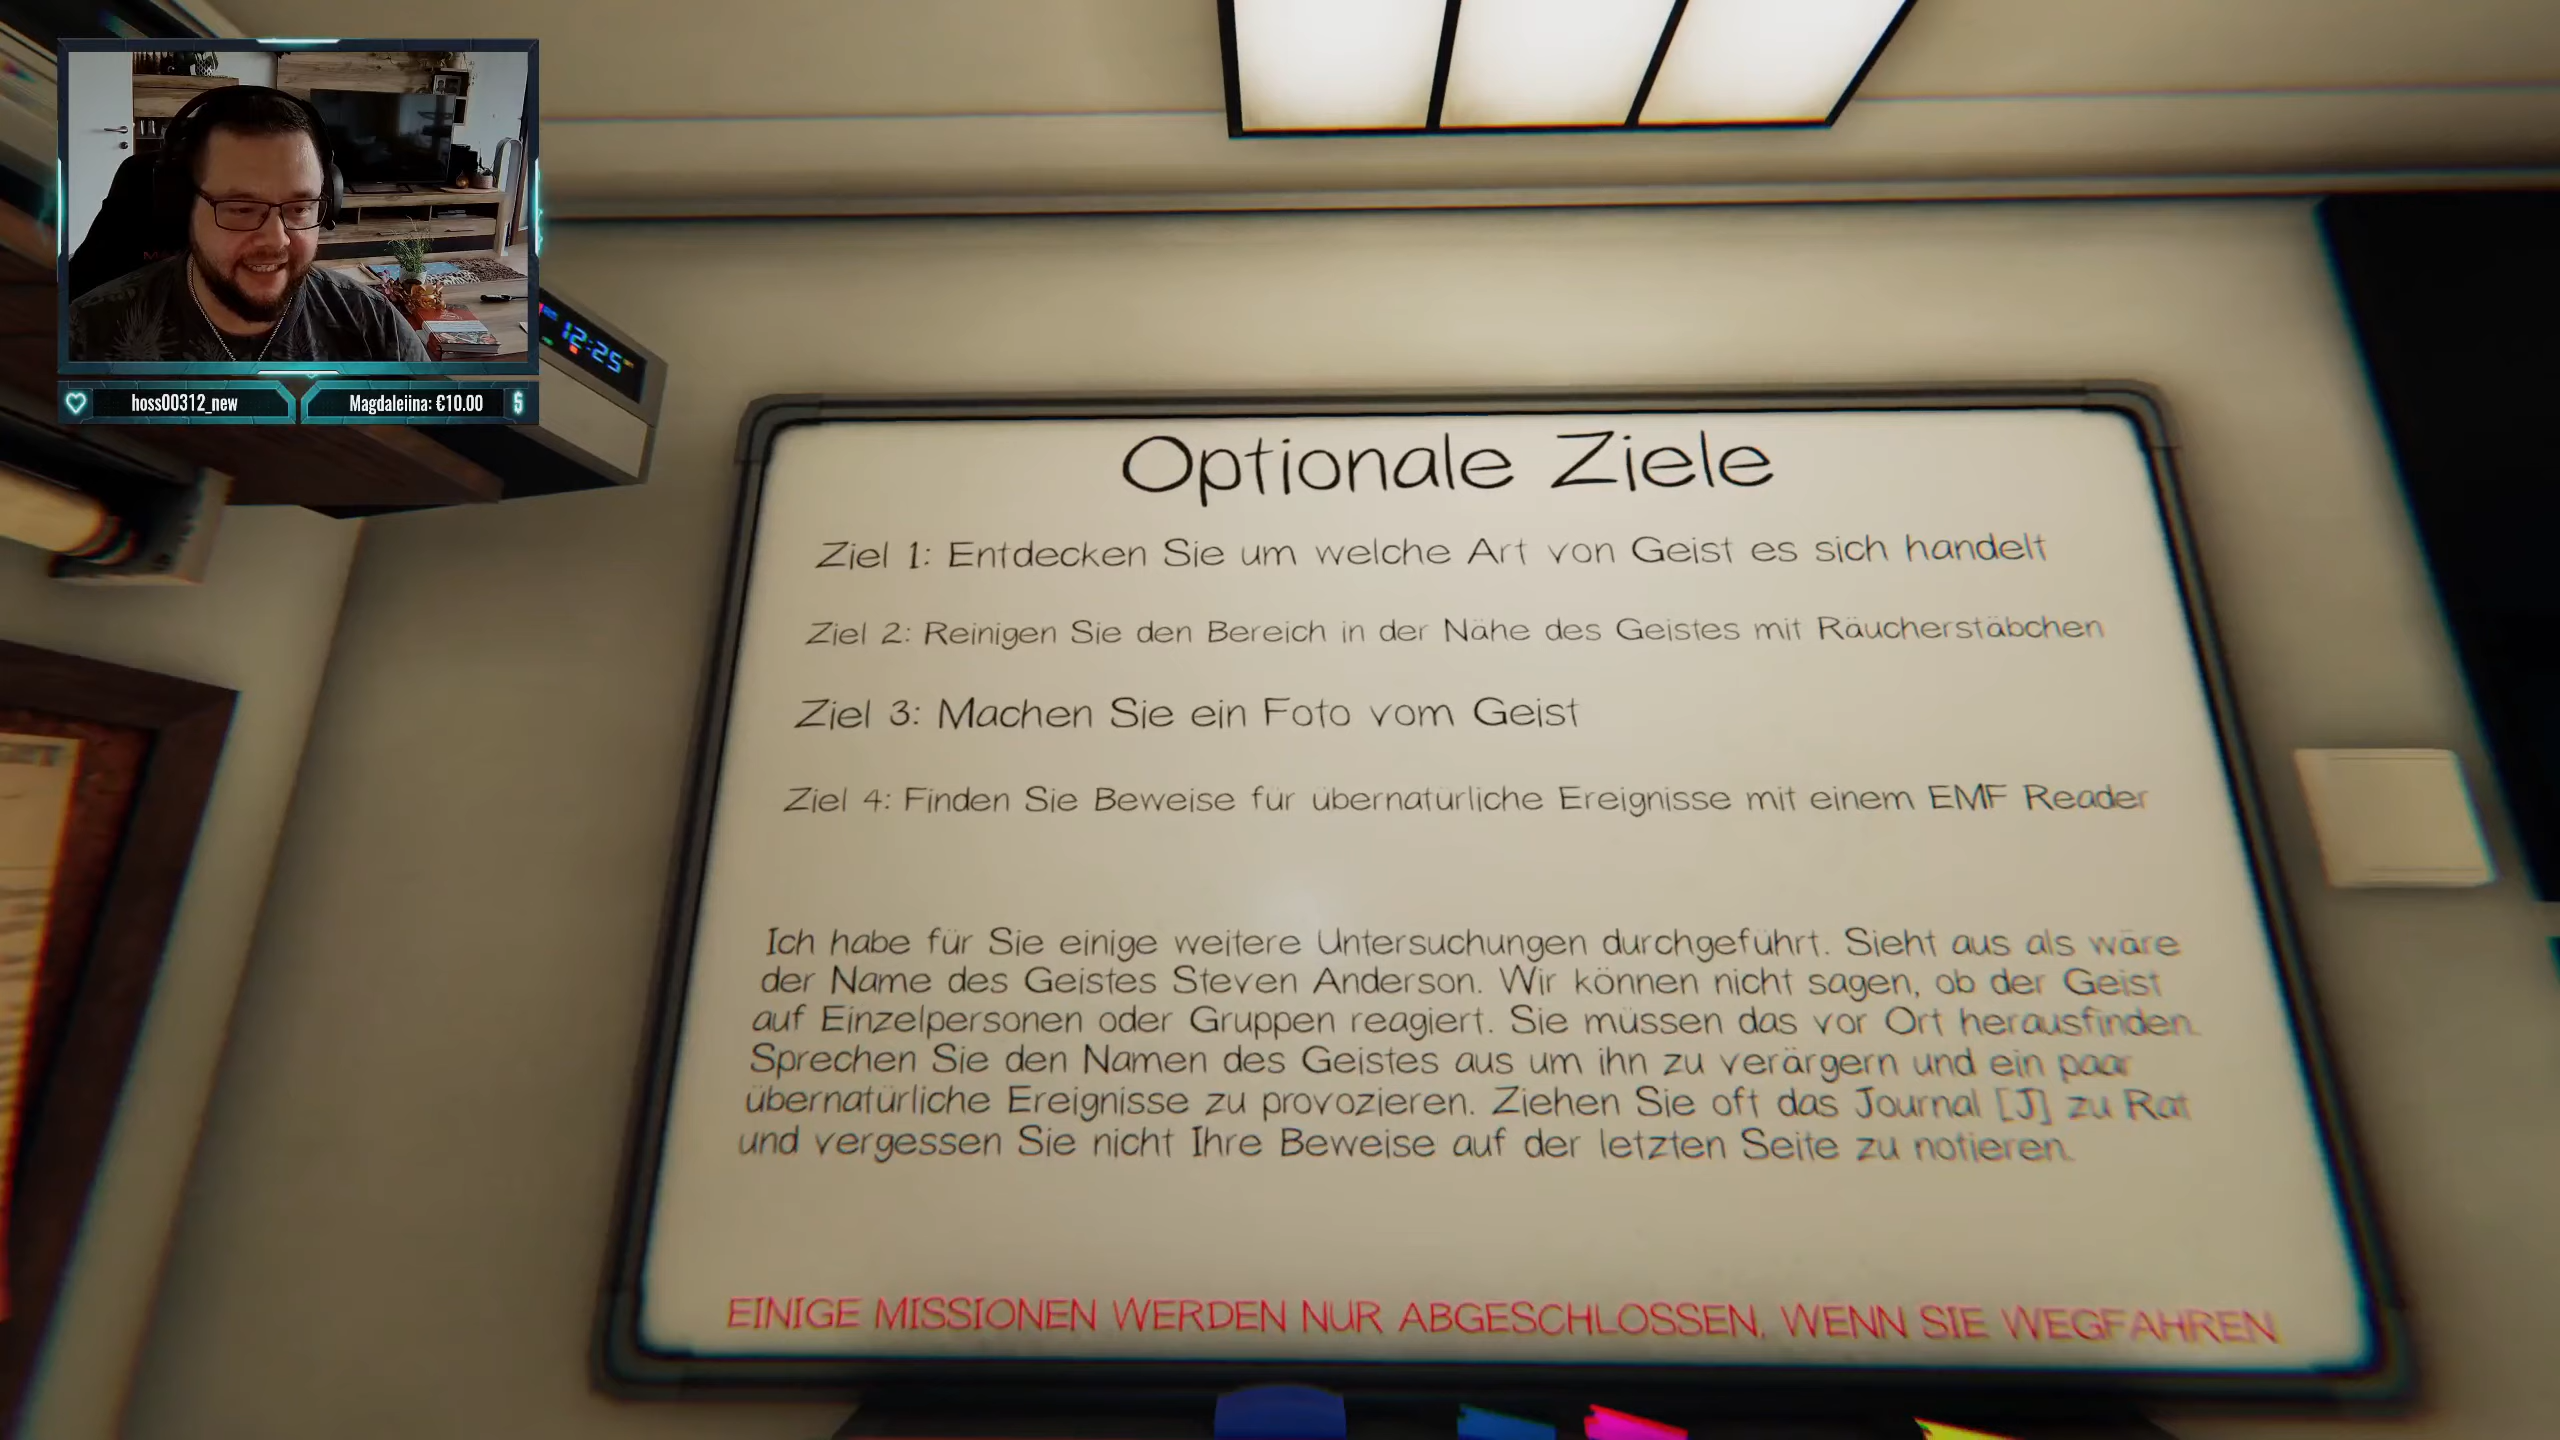 12:25
hoss00312_new
Magdaleiina: €10.00
$
Optionale Ziele
Ziel 1: Entdecken Sie um welche Art von Geist es sich handelt
Ziel 2: Reinigen Sie den Bereich in der Nähe des Geistes mit Räucherstäbchen
Ziel 3: Machen Sie ein Foto vom Geist
Ziel 4: Finden Sie Beweise für übernatürliche Ereignisse mit einem EMF Reader
Ich habe für Sie einige weitere Untersuchungen durchgeführt. Sieht aus als wäre
der Name des Geistes Steven Anderson. Wir können nicht sagen, ob der Geist
auf Einzelpersonen oder Gruppen reagiert. Sie müssen das vor Ort herausfinden.
Sprechen Sie den Namen des Geistes aus um ihn zu verärgern und ein paar
übernatürliche Ereignisse zu provozieren. Ziehen Sie oft das Journal [J] zu Rat
und vergessen Sie nicht Ihre Beweise auf der letzten Seite zu notieren.
EINIGE MISSIONEN WERDEN NUR ABGESCHLOSSEN, WENN SIE WEGFAHREN